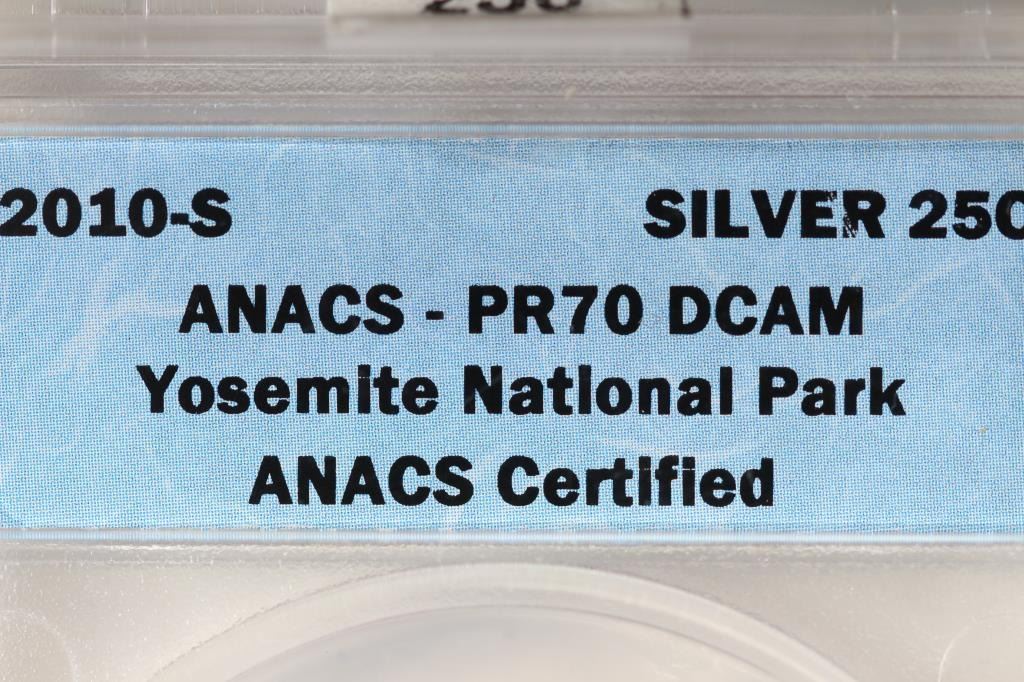 2010-S SILVER 25C
ANACS - PR70 DCAM
Yosemite National Park
ANACS Certified